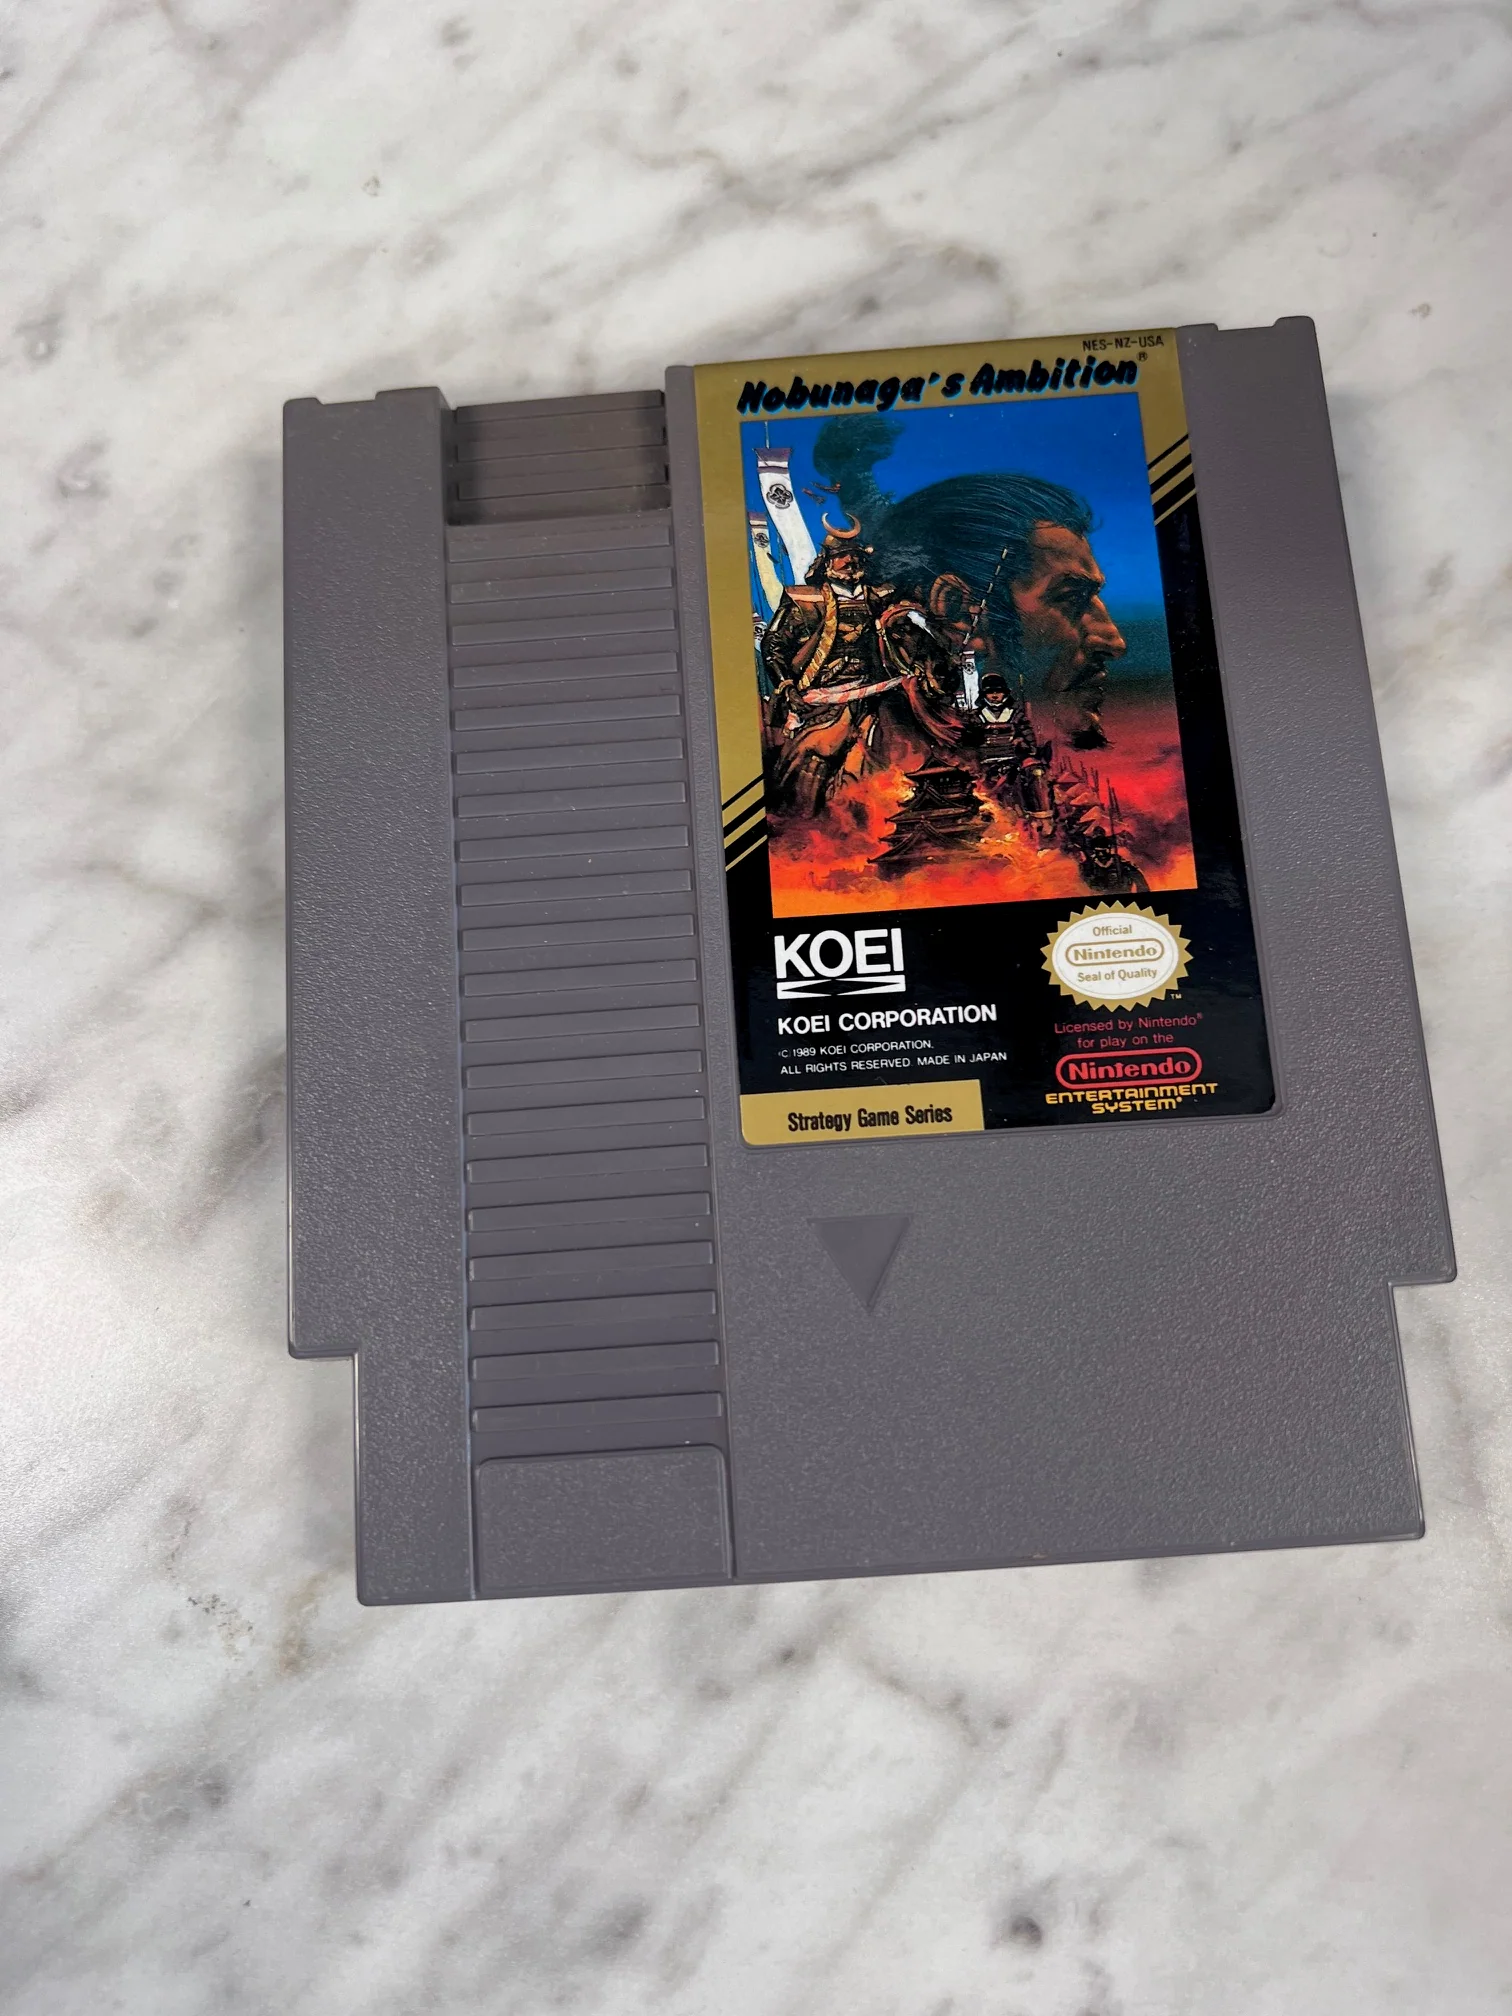 NES-NZ-USA
Nobunaga's Ambition®
KOEI
KOEI CORPORATION
(C) 1989 KOEI CORPORATION.
ALL RIGHTS RESERVED. MADE IN JAPAN
Strategy Game Series
Official
Nintendo
Seal of Quality
TM
Licensed by Nintendo®
for play on the
Nintendo
ENTERTAINMENT
SYSTEM®